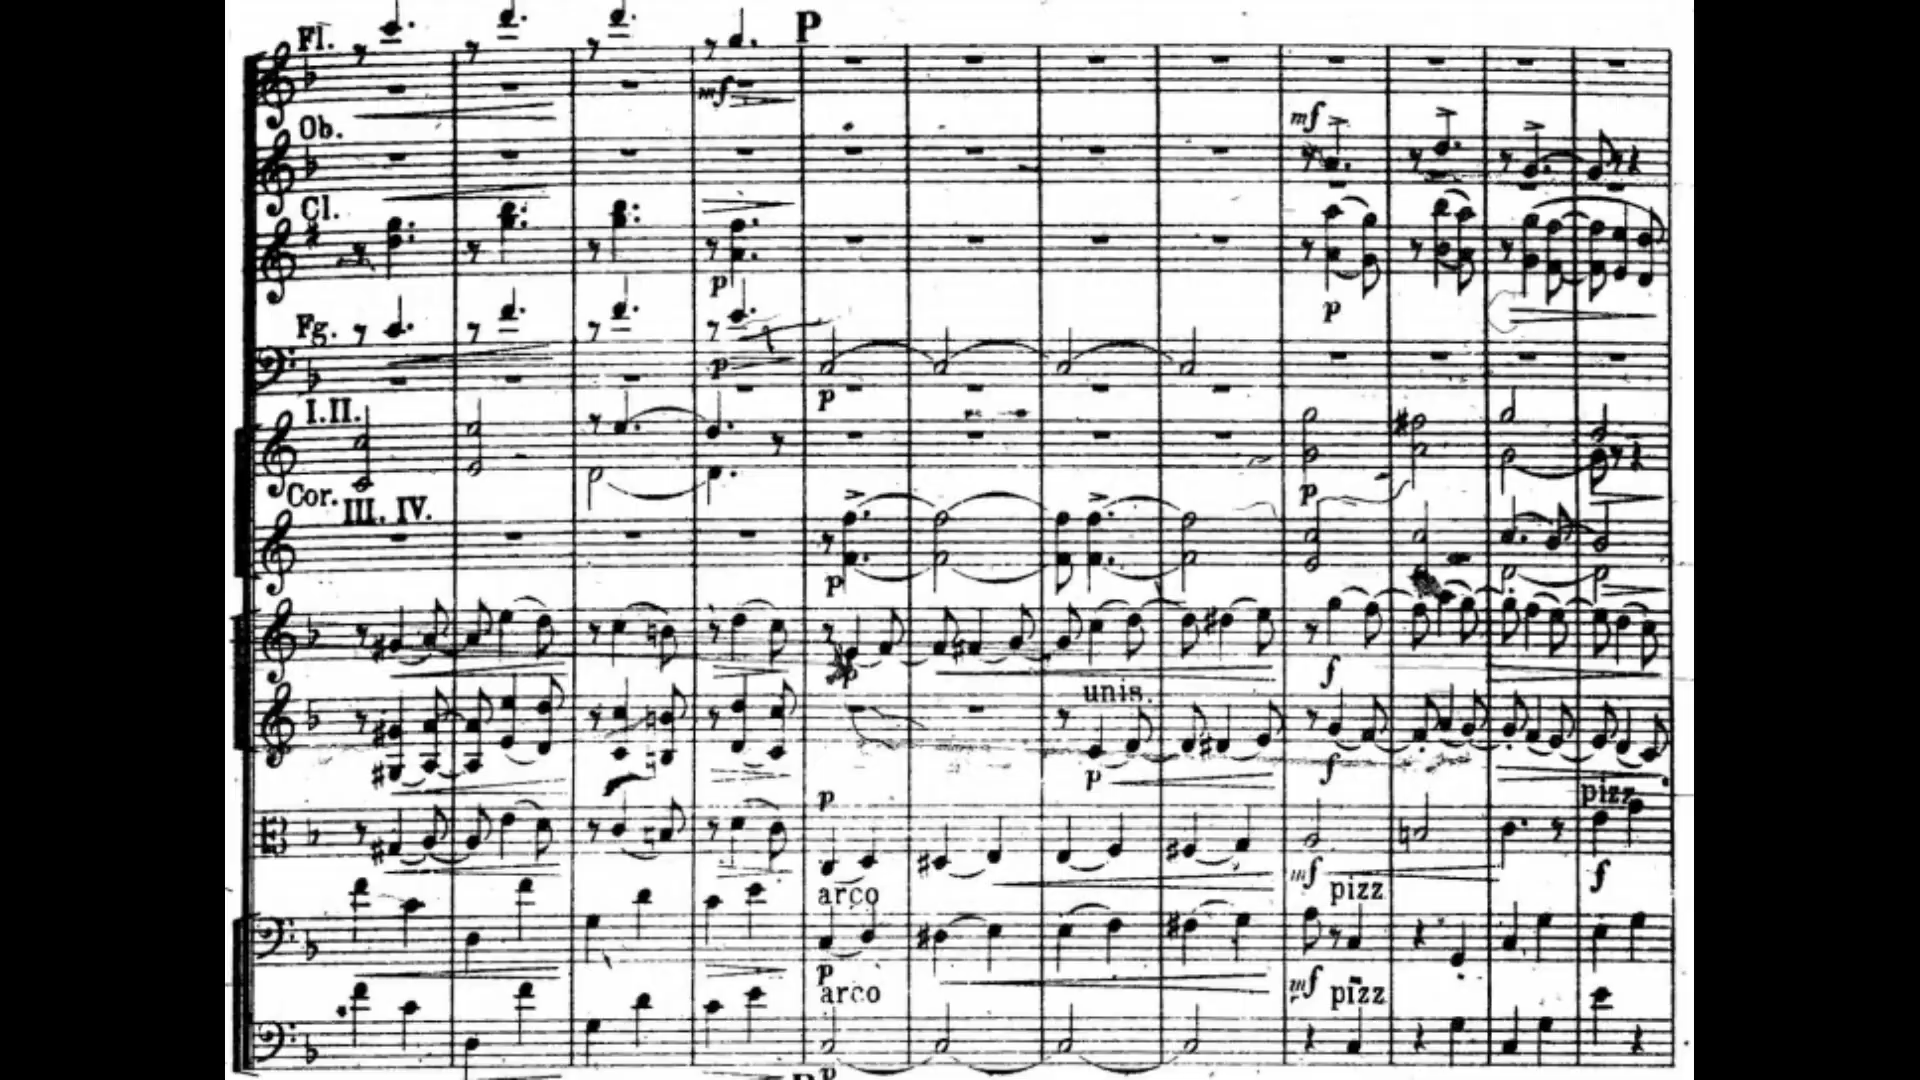 Fl. P
mf
Ob. mf
Cl.
p p
Fg.
p p
I.II.
Cor. p
III. IV.
p
p f
unis.
p f
p pizz.
mf f
arco pizz
p
arco mf pizz
p